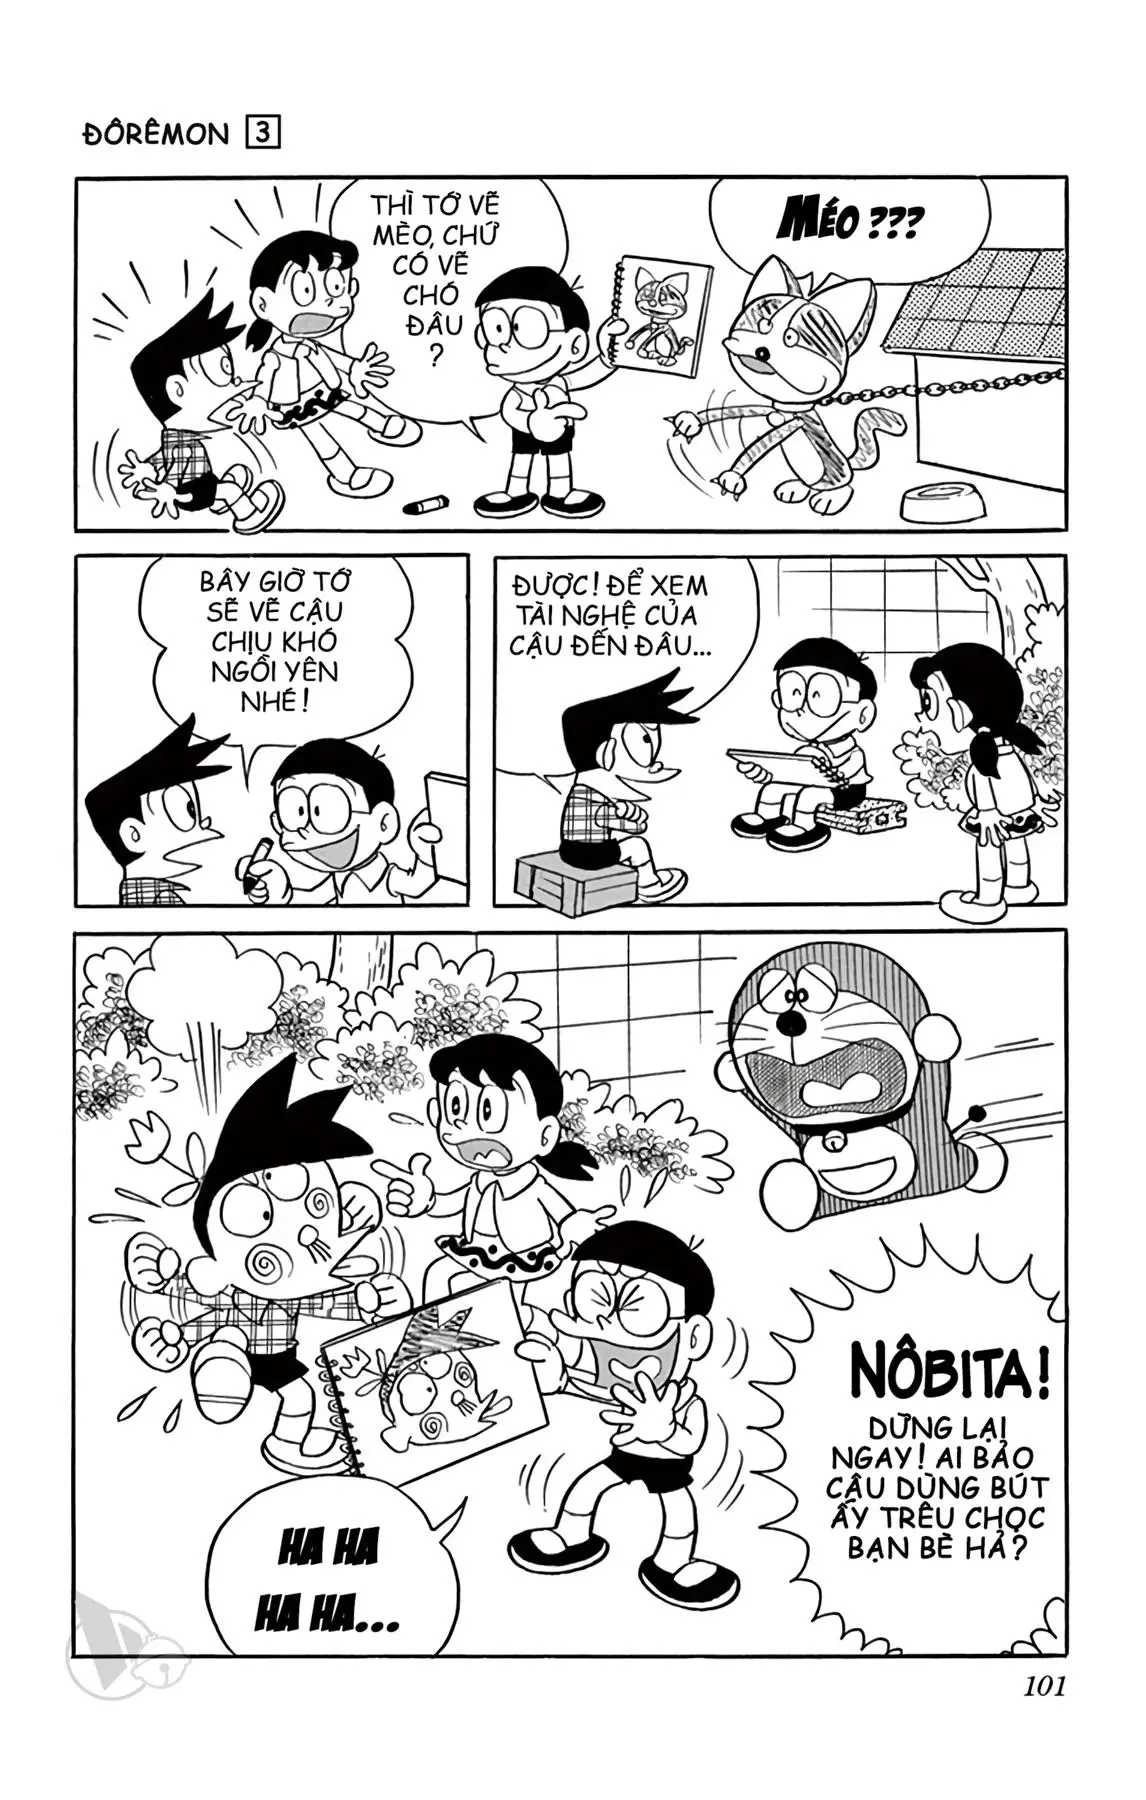 ĐÔRÊMON 3
THÌ TỚ VẼ
MÈO, CHỨ
CÓ VẼ
CHÓ
ĐÂU
?
MÉO ???
BÂY GIỜ TỚ
SẼ VẼ CẬU
CHỊU KHÓ
NGỒI YÊN
NHÉ!
ĐƯỢC! ĐỂ XEM
TÀI NGHỆ CỦA
CẬU ĐẾN ĐÂU...
NÔBITA!
DỪNG LẠI
NGAY! AI BẢO
CẬU DÙNG BÚT
ẤY TRÊU CHỌC
BẠN BÈ HẢ?
HA HA
HA HA...
101